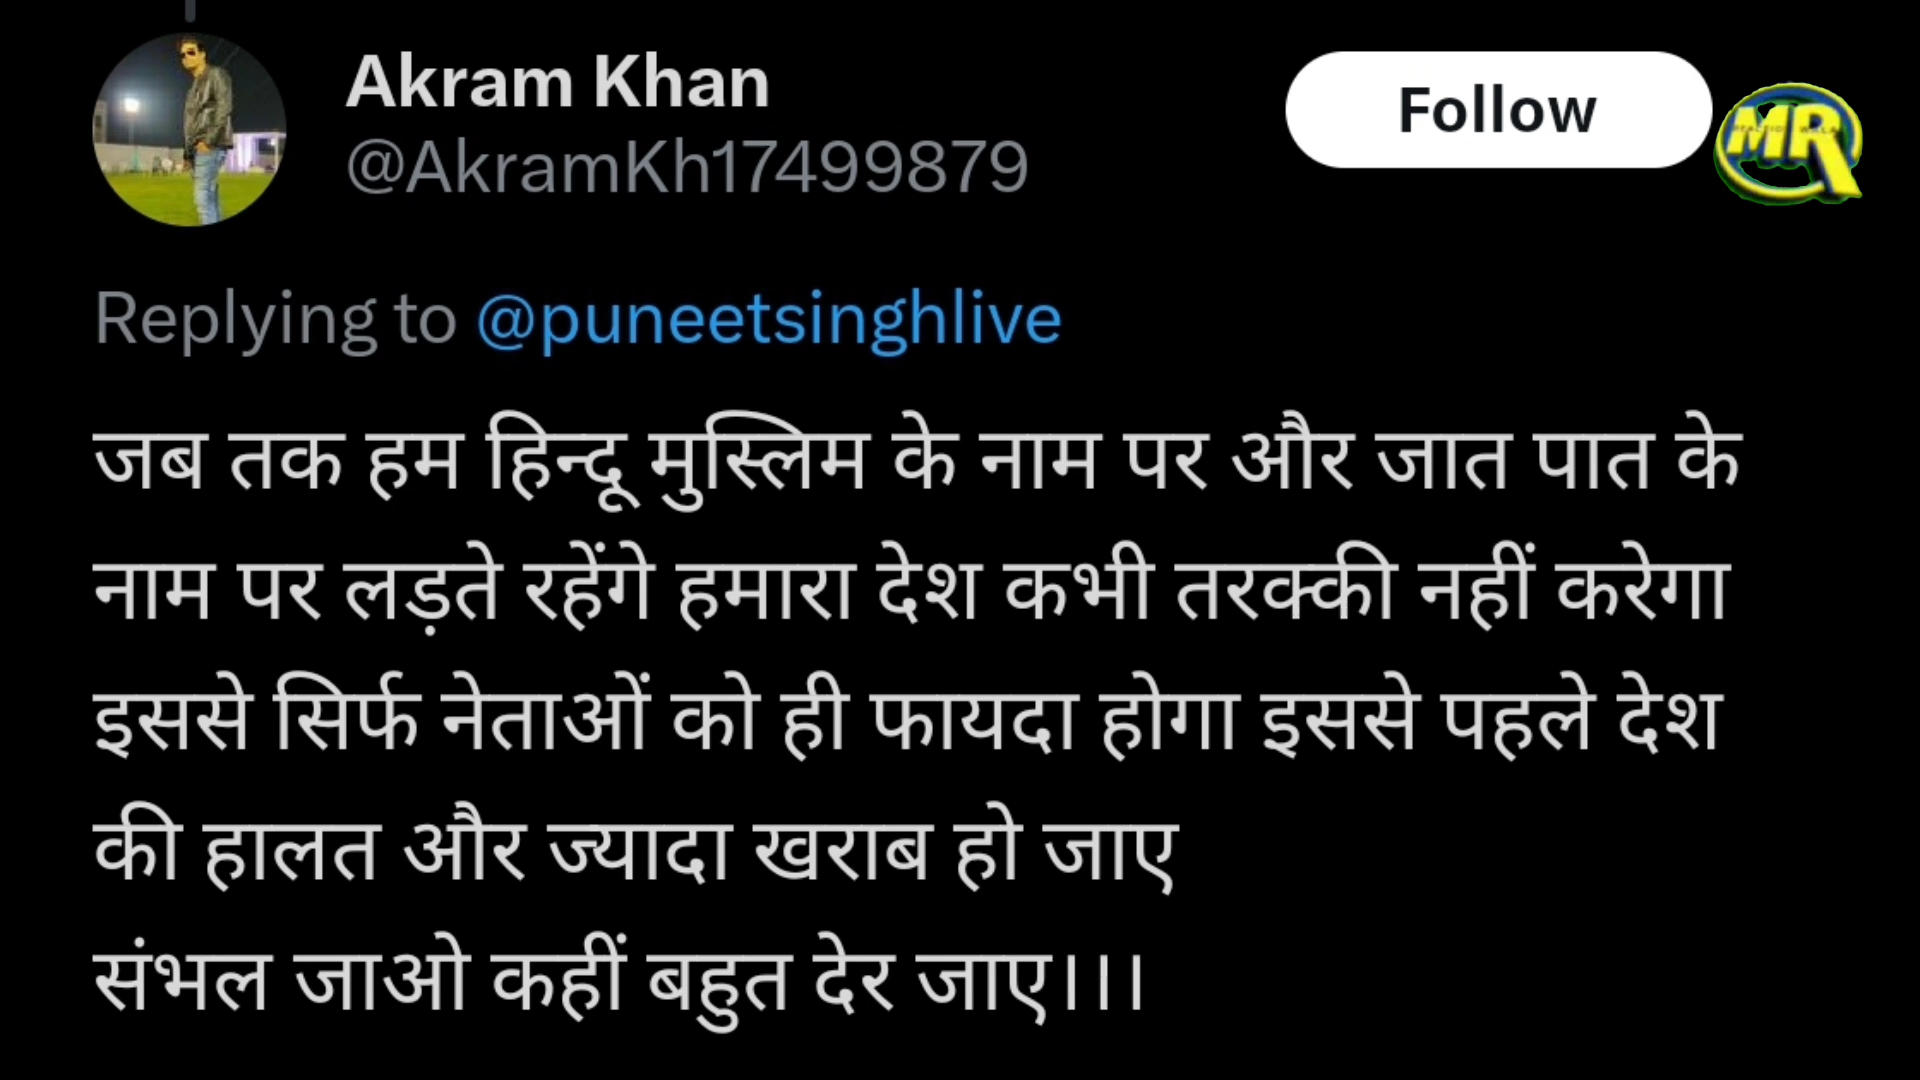 Akram Khan
@AkramKh17499879
Follow
MR
Replying to @puneetsinghlive
जब तक हम हिन्दू मुस्लिम के नाम पर और जात पात के
नाम पर लड़ते रहेंगे हमारा देश कभी तरक्की नहीं करेगा
इससे सिर्फ नेताओं को ही फायदा होगा इससे पहले देश
की हालत और ज्यादा खराब हो जाए
संभल जाओ कहीं बहुत देर जाए।।।